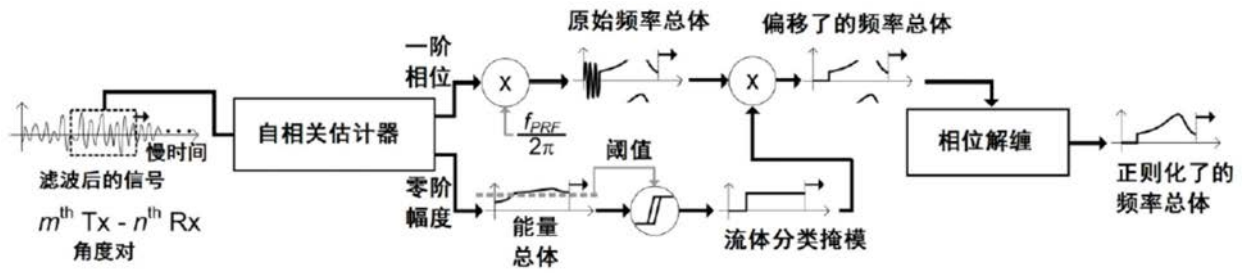 原始频率总体
偏移了的频率总体
一阶
相位
X
X
f_PRF
2π
自相关估计器
慢时间
滤波后的信号
m^th Tx - n^th Rx
角度对
零阶
幅度
阈值
能量
总体
流体分类掩模
相位解缠
正则化了的
频率总体